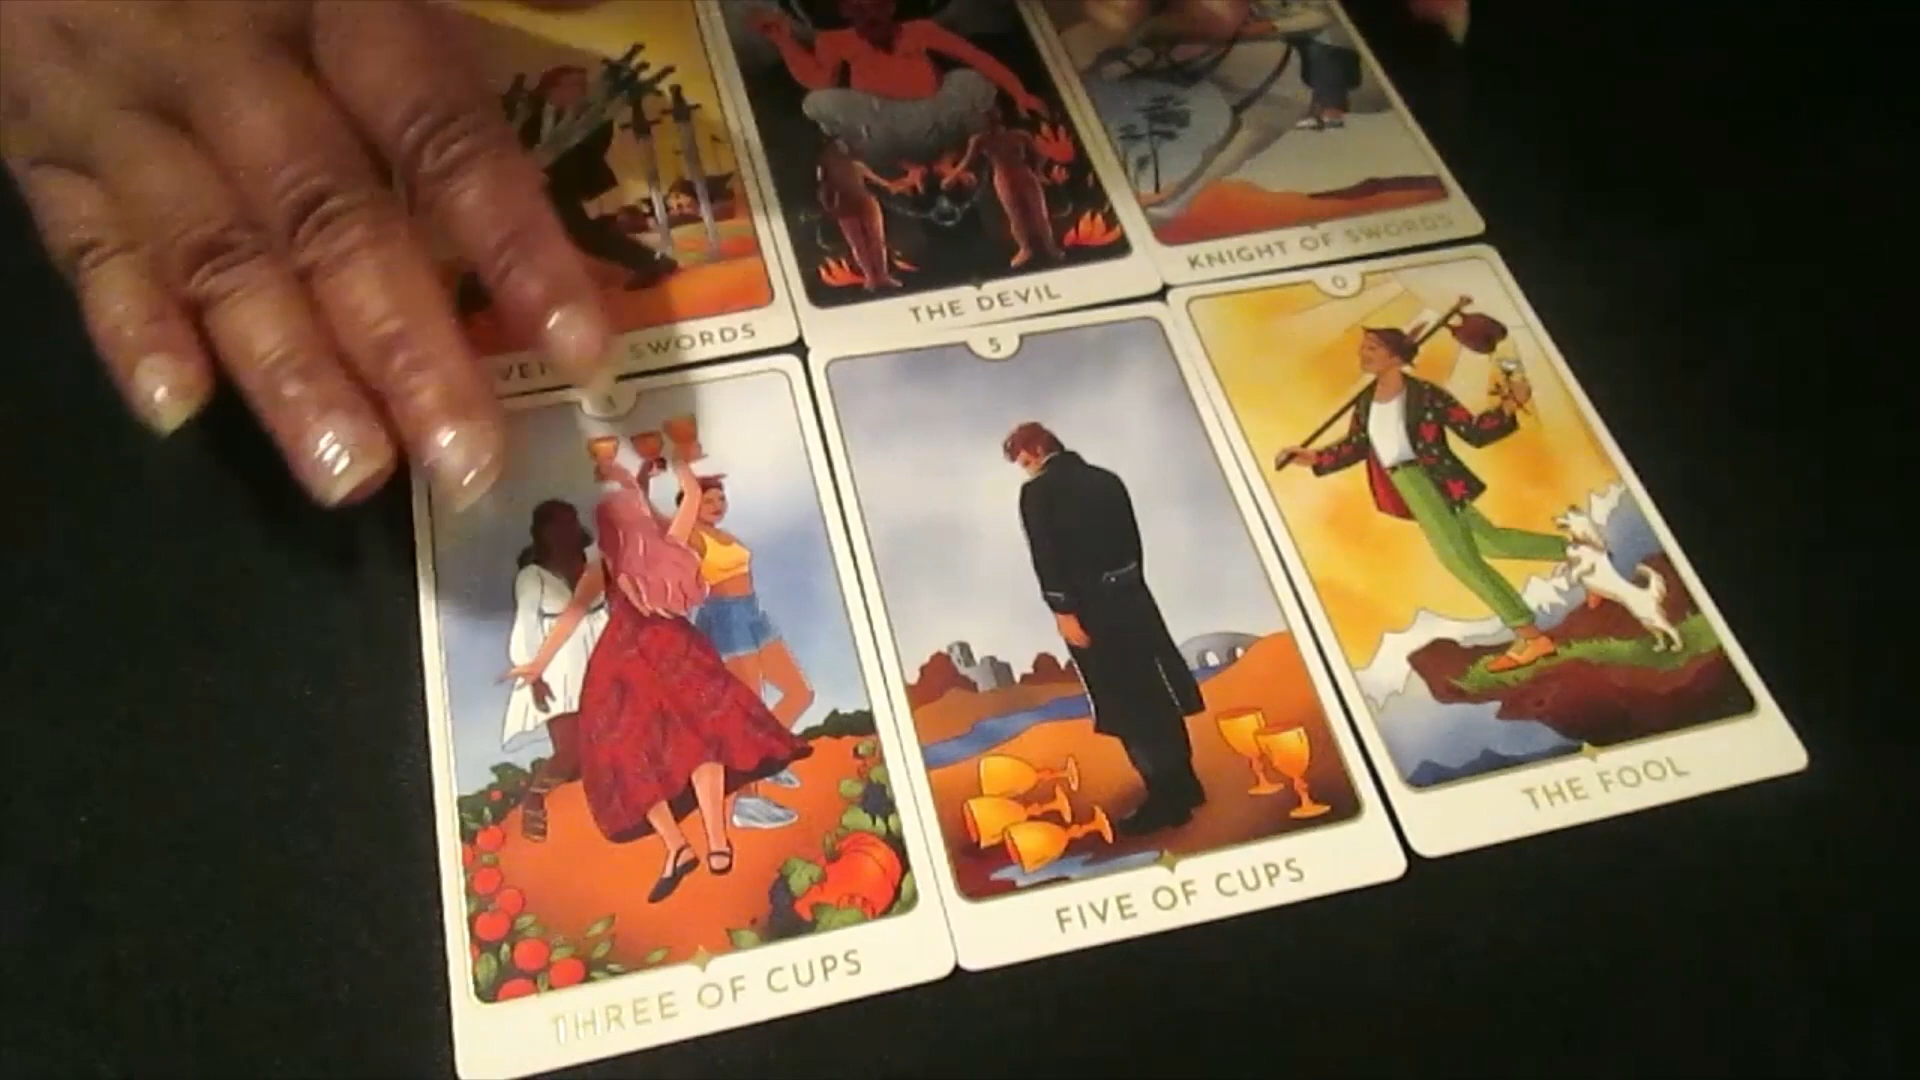 SWORDS
THE DEVIL
KNIGHT OF SWORDS
THREE OF CUPS
5
FIVE OF CUPS
0
THE FOOL